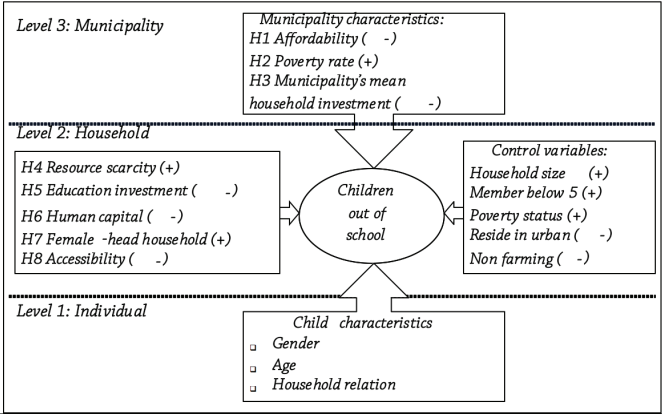 Level 3: Municipality
Municipality characteristics:
H1 Affordability ( -)
H2 Poverty rate (+)
H3 Municipality's mean
household investment ( -)
Level 2: Household
H4 Resource scarcity (+)
H5 Education investment ( -)
H6 Human capital ( -)
H7 Female -head household (+)
H8 Accessibility ( -)
Children
out of
school
Control variables:
Household size (+)
Member below 5 (+)
Poverty status (+)
Reside in urban ( -)
Non farming ( -)
Level 1: Individual
Child characteristics
Gender
Age
Household relation